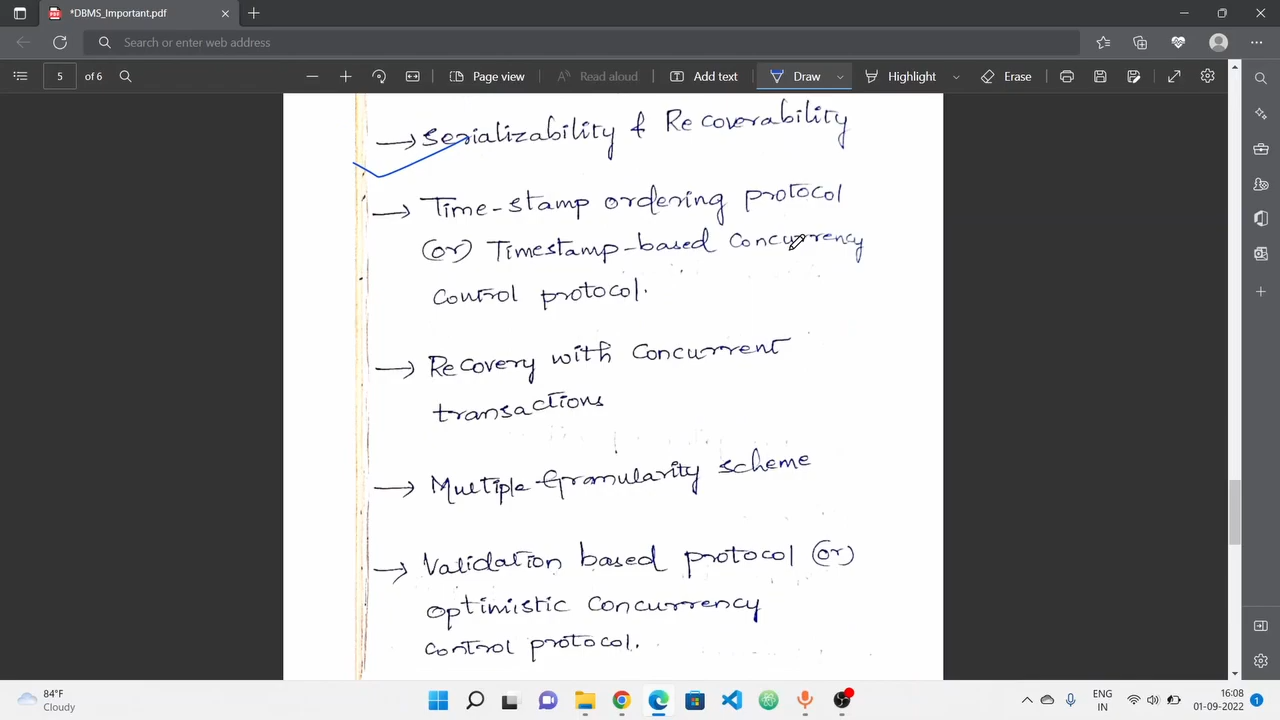 *DBMS_Important.pdf
Search or enter web address
5 of 6 Page view Read aloud Add text Draw Highlight Erase
→ Serializability & Recoverability
→ Time-stamp ordering protocol
(or) Timestamp-based Concurrency
Control protocol.
→ Recovery with Concurrent
transactions
→ Multiple-Granularity scheme
→ Validation based protocol (or)
optimistic concurrency
control protocol.
84°F
Cloudy
ENG
IN
16:08
01-09-2022
1